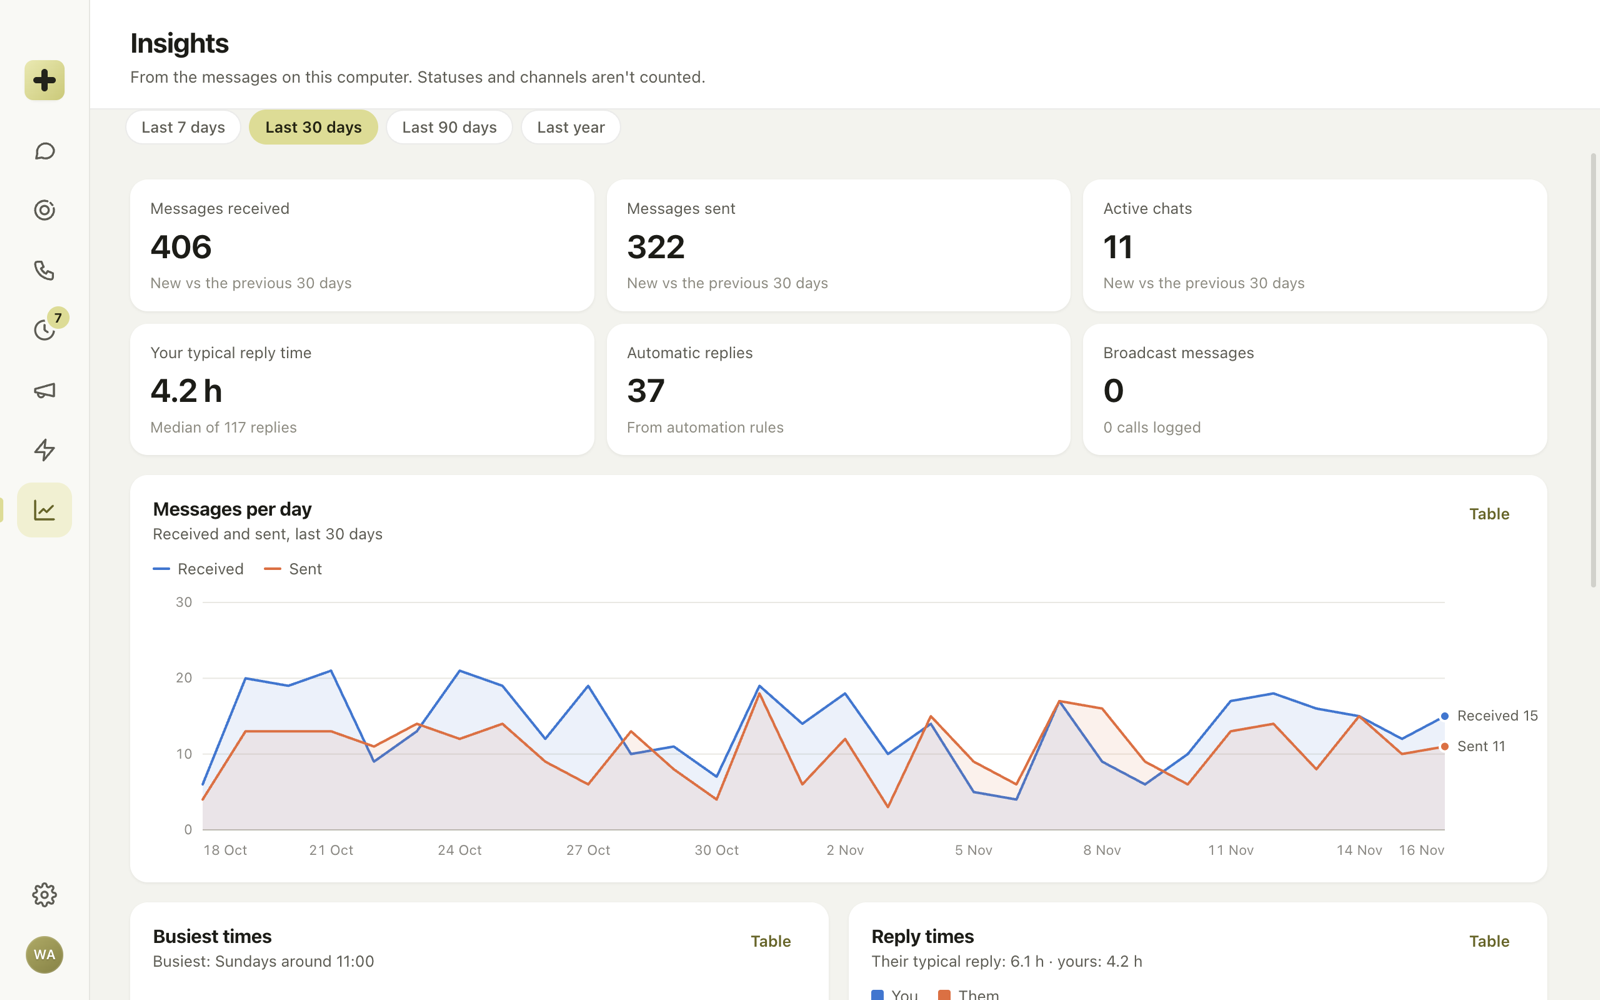 Insights
From the messages on this computer. Statuses and channels aren't counted.
Last 7 days
Last 30 days
Last 90 days
Last year
Messages received
406
New vs the previous 30 days
Messages sent
322
New vs the previous 30 days
Active chats
11
New vs the previous 30 days
7
Your typical reply time
4.2 h
Median of 117 replies
Automatic replies
37
From automation rules
Broadcast messages
0
0 calls logged
Messages per day
Table
Received and sent, last 30 days
Received
Sent
30
20
10
0
Received 15
Sent 11
18 Oct
21 Oct
24 Oct
27 Oct
30 Oct
2 Nov
5 Nov
8 Nov
11 Nov
14 Nov
16 Nov
Busiest times
Table
Busiest: Sundays around 11:00
Reply times
Table
Their typical reply: 6.1 h · yours: 4.2 h
You
Them
WA